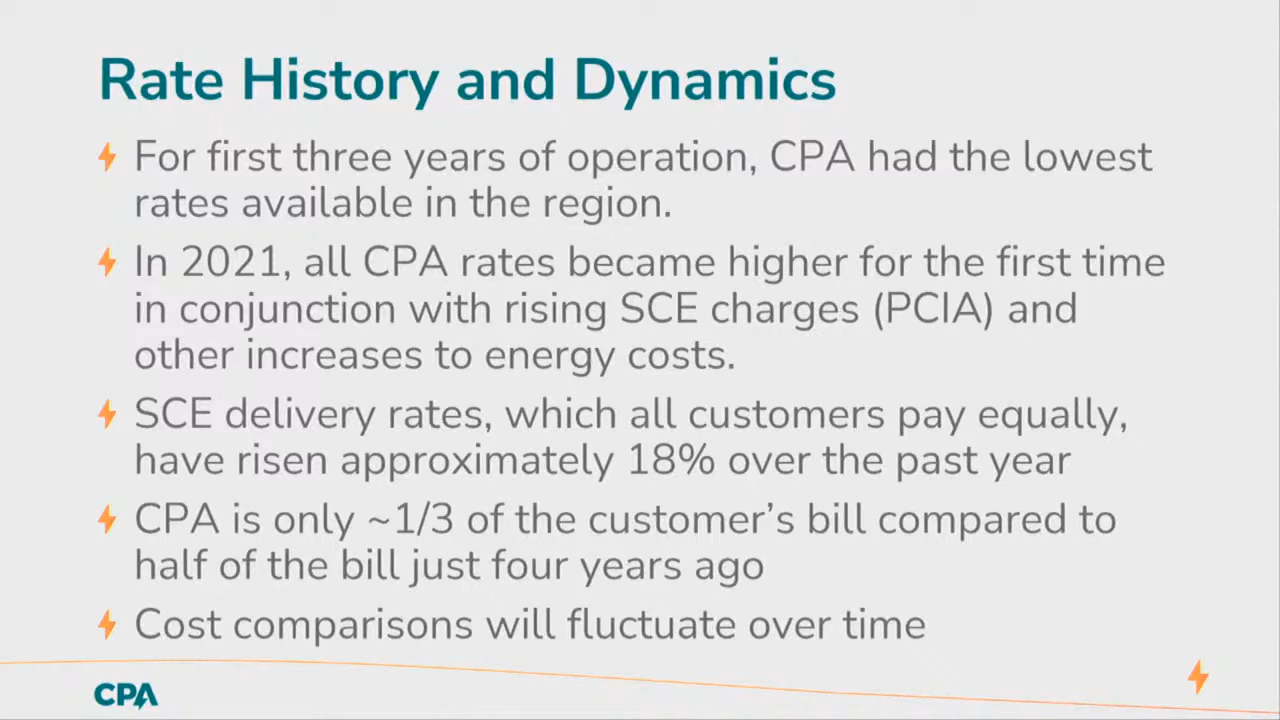 Rate History and Dynamics
For first three years of operation, CPA had the lowest
rates available in the region.
In 2021, all CPA rates became higher for the first time
in conjunction with rising SCE charges (PCIA) and
other increases to energy costs.
SCE delivery rates, which all customers pay equally,
have risen approximately 18% over the past year
CPA is only ~1/3 of the customer’s bill compared to
half of the bill just four years ago
Cost comparisons will fluctuate over time
CPA